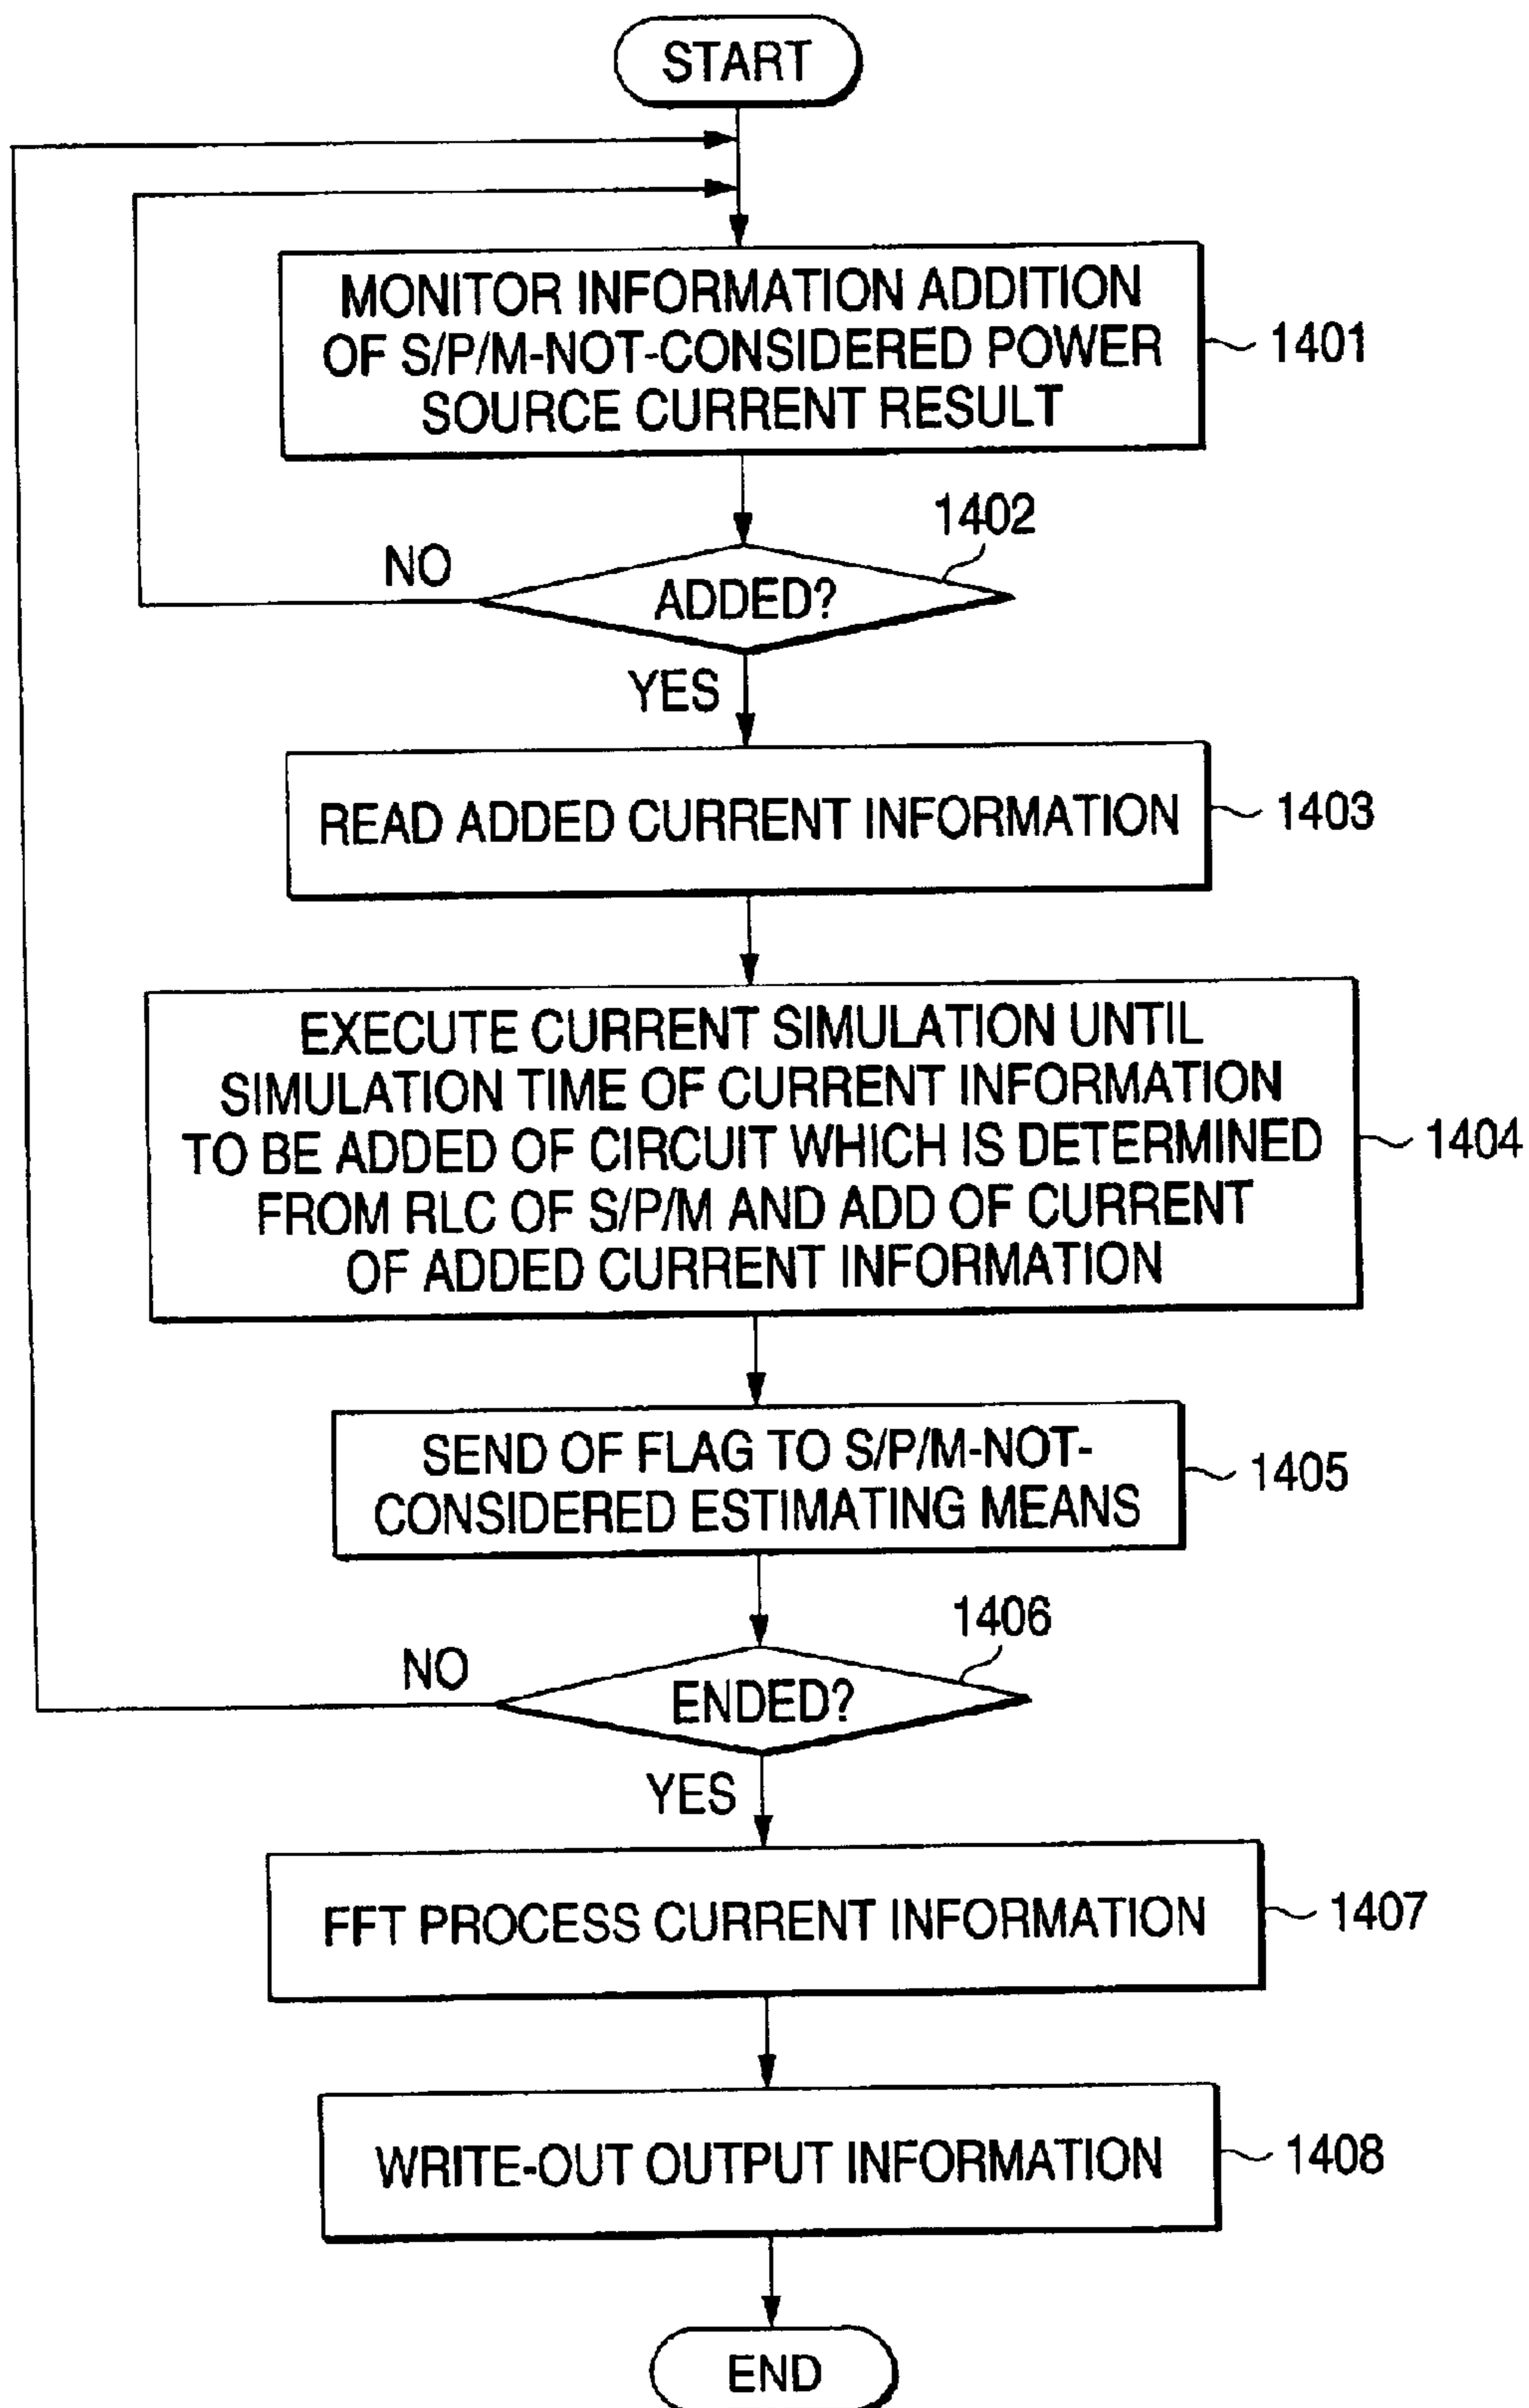 START
MONITOR INFORMATION ADDITION
OF S/P/M-NOT-CONSIDERED POWER
SOURCE CURRENT RESULT
1401
1402
NO
ADDED?
YES
READ ADDED CURRENT INFORMATION
1403
EXECUTE CURRENT SIMULATION UNTIL
SIMULATION TIME OF CURRENT INFORMATION
TO BE ADDED OF CIRCUIT WHICH IS DETERMINED
FROM RLC OF S/P/M AND ADD OF CURRENT
OF ADDED CURRENT INFORMATION
1404
SEND OF FLAG TO S/P/M-NOT-
CONSIDERED ESTIMATING MEANS
1405
1406
NO
ENDED?
YES
FFT PROCESS CURRENT INFORMATION
1407
WRITE-OUT OUTPUT INFORMATION
1408
END